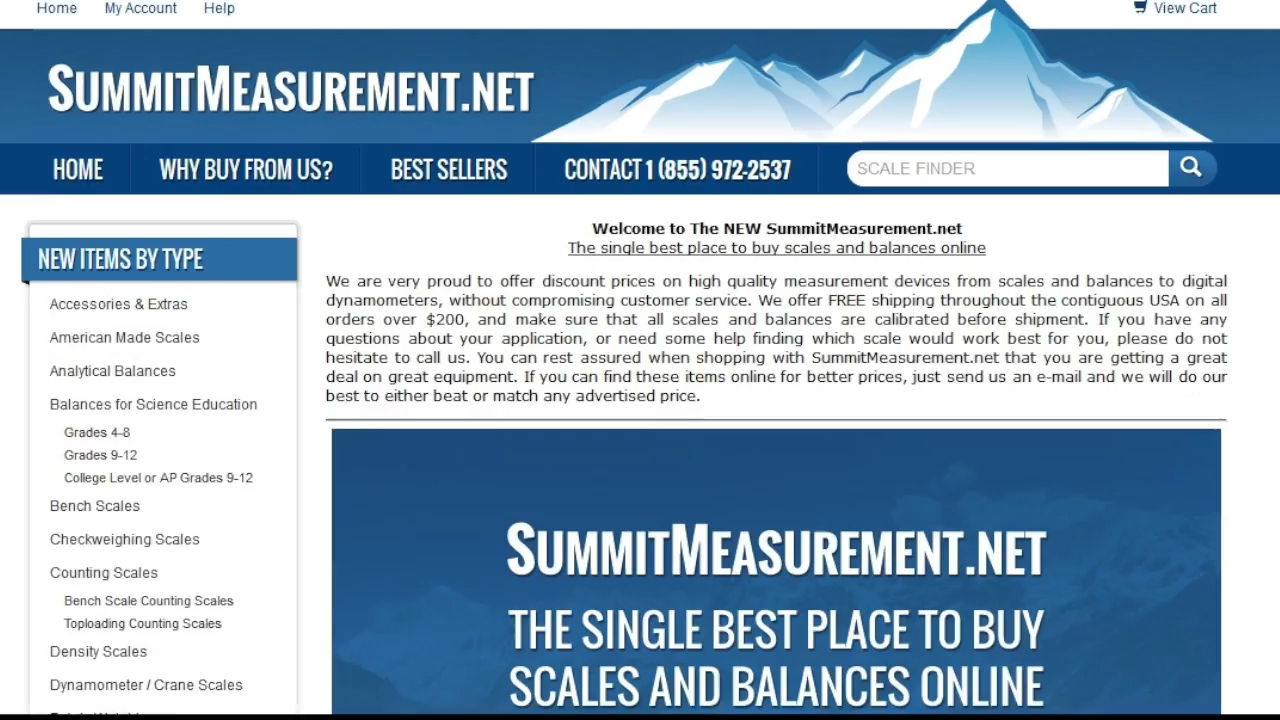 Home My Account Help View Cart
SUMMITMEASUREMENT.NET
HOME WHY BUY FROM US? BEST SELLERS CONTACT 1 (855) 972-2537 SCALE FINDER
NEW ITEMS BY TYPE
Accessories & Extras
American Made Scales
Analytical Balances
Balances for Science Education
Grades 4-8
Grades 9-12
College Level or AP Grades 9-12
Bench Scales
Checkweighing Scales
Counting Scales
Bench Scale Counting Scales
Toploading Counting Scales
Density Scales
Dynamometer / Crane Scales
Welcome to The NEW SummitMeasurement.net
The single best place to buy scales and balances online
We are very proud to offer discount prices on high quality measurement devices from scales and balances to digital
dynamometers, without compromising customer service. We offer FREE shipping throughout the contiguous USA on all
orders over $200, and make sure that all scales and balances are calibrated before shipment. If you have any
questions about your application, or need some help finding which scale would work best for you, please do not
hesitate to call us. You can rest assured when shopping with SummitMeasurement.net that you are getting a great
deal on great equipment. If you can find these items online for better prices, just send us an e-mail and we will do our
best to either beat or match any advertised price.
SUMMITMEASUREMENT.NET
THE SINGLE BEST PLACE TO BUY
SCALES AND BALANCES ONLINE